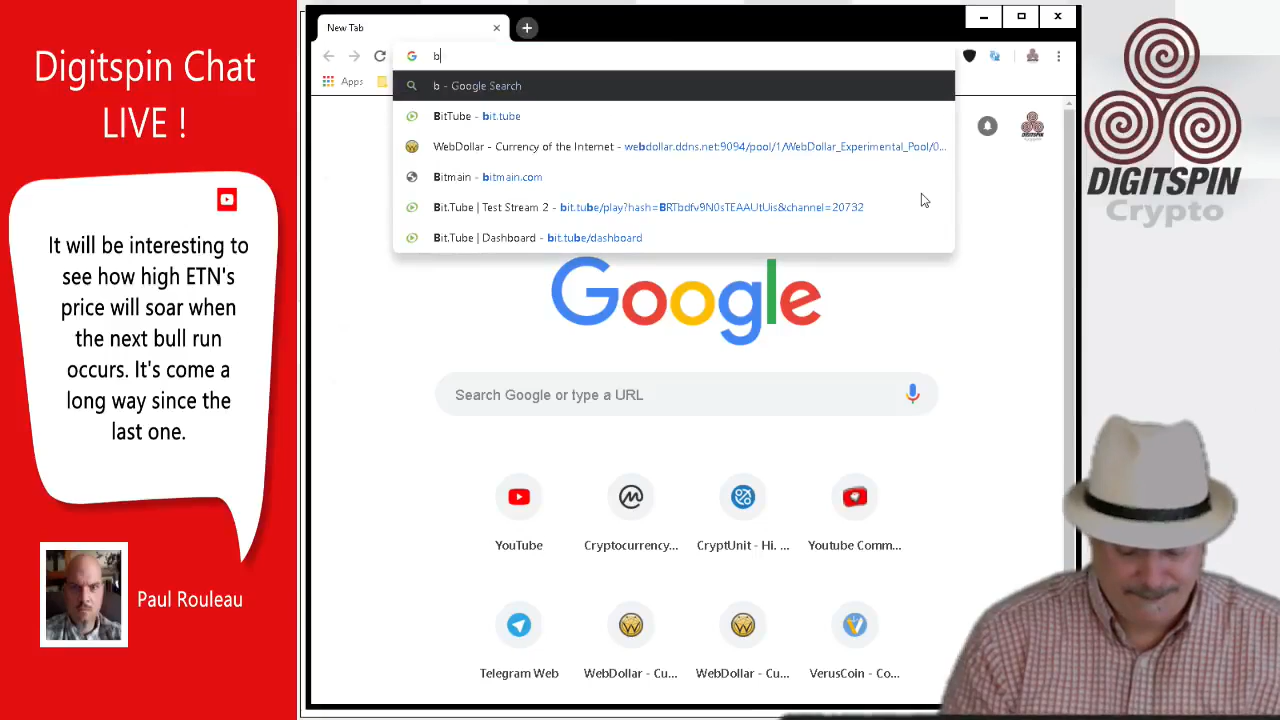 Digitspin Chat
LIVE !
It will be interesting to
see how high ETN's
price will soar when
the next bull run
occurs. It's come a
long way since the
last one.
Paul Rouleau
New Tab
b
Apps
b - Google Search
BitTube - bit.tube
WebDollar - Currency of the Internet - webdollar.ddns.net:9094/pool/1/WebDollar_Experimental_Pool/0...
Bitmain - bitmain.com
Bit.Tube | Test Stream 2 - bit.tube/play?hash=BRTbdfv9N0sTEAAUtUis&channel=20732
Bit.Tube | Dashboard - bit.tube/dashboard
Google
Search Google or type a URL
YouTube
Cryptocurrency...
CryptUnit - Hi. ...
Youtube Comm...
Telegram Web
WebDollar - Cu...
WebDollar - Cu...
VerusCoin - Co...
DIGITSPIN
Crypto